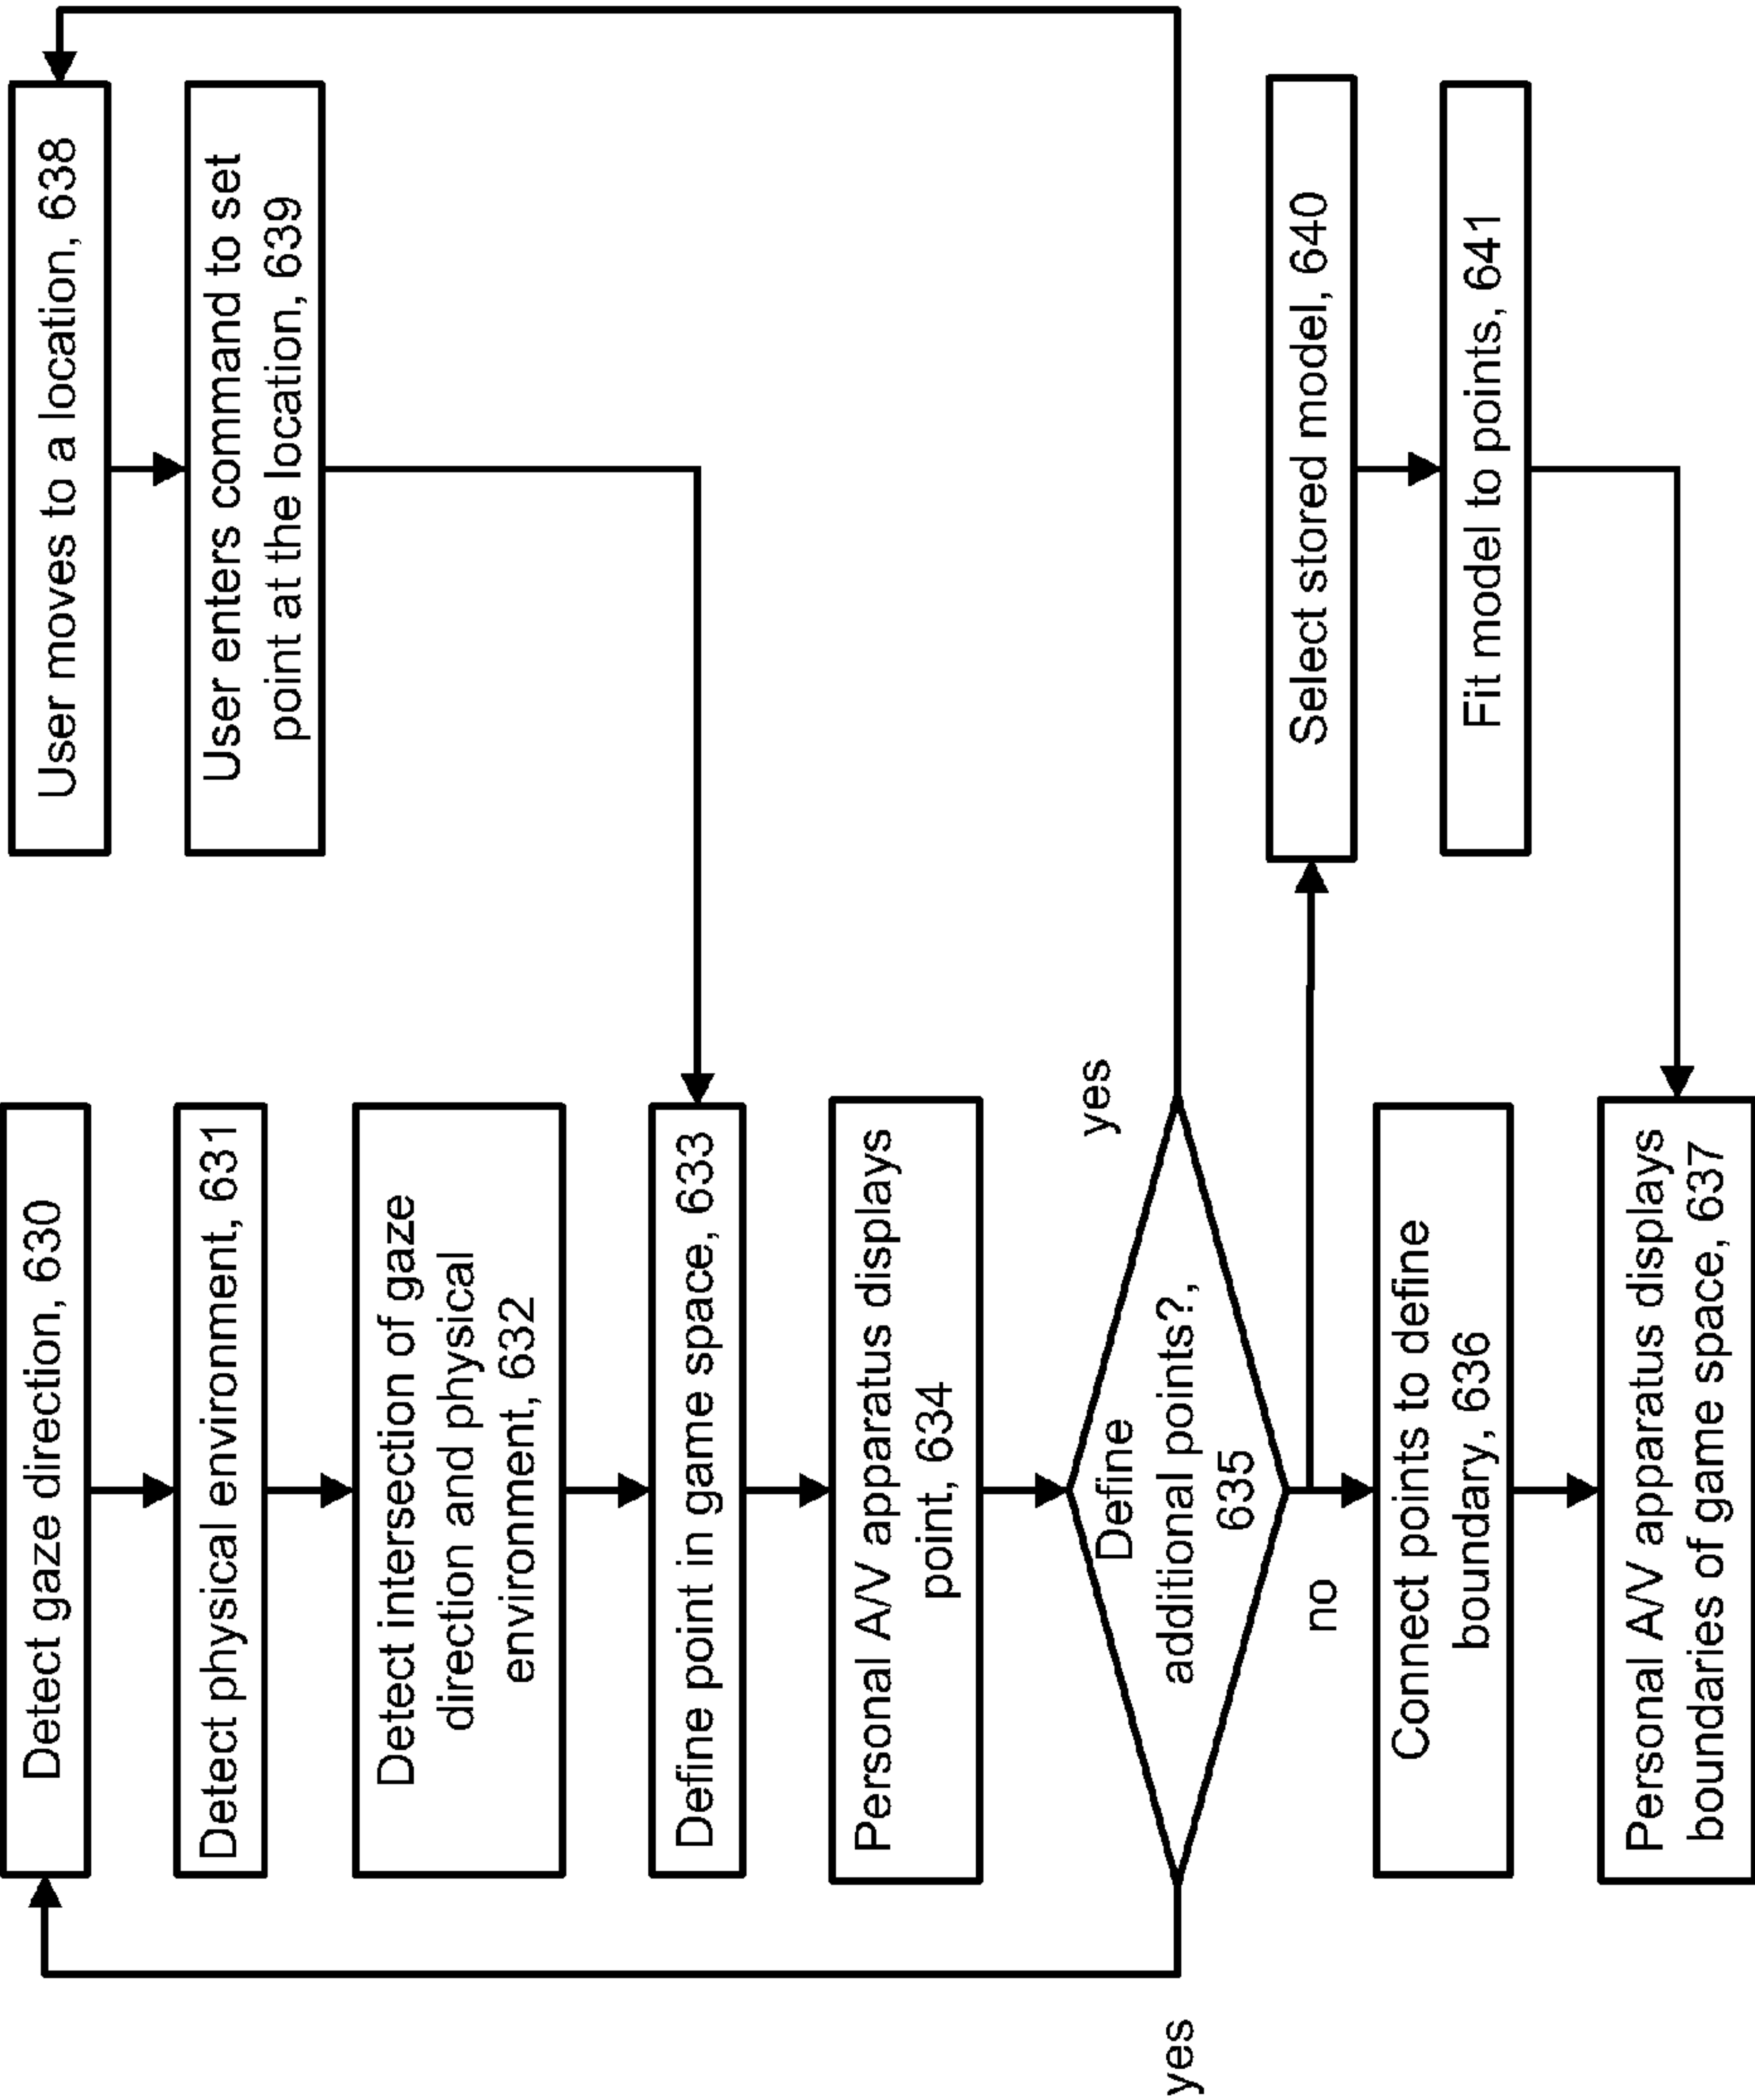 Detect gaze direction, 630
Detect physical environment, 631
Detect intersection of gaze
direction and physical
environment, 632
Define point in game space, 633
Personal A/V apparatus displays
point, 634
Define
additional points?,
635
yes
yes
no
Connect points to define
boundary, 636
Personal A/V apparatus displays
boundaries of game space, 637
User moves to a location, 638
User enters command to set
point at the location, 639
Select stored model, 640
Fit model to points, 641